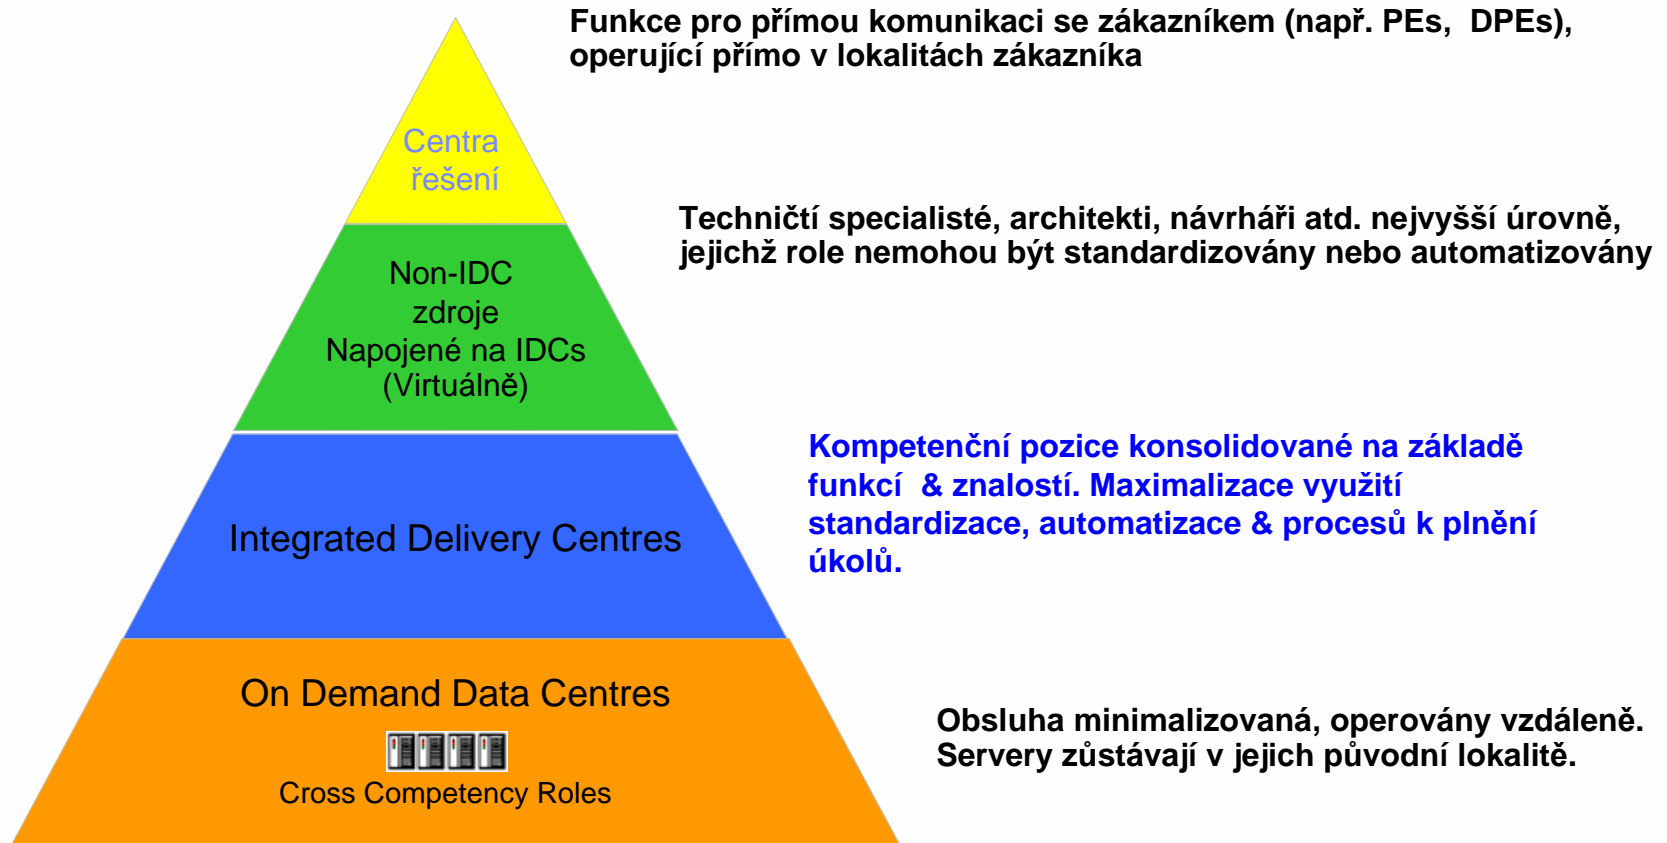 Funkce pro přímou komunikaci se zákazníkem (např. PEs,  DPEs),
operující přímo v lokalitách zákazníka
Centra
řešení
Techničtí specialisté, architekti, návrháři atd. nejvyšší úrovně,
jejichž role nemohou být standardizovány nebo automatizovány
Non-IDC
zdroje
Napojené na IDCs
(Virtuálně)
Kompetenční pozice konsolidované na základě
funkcí  & znalostí. Maximalizace využití
standardizace, automatizace & procesů k plnění
úkolů.
Integrated Delivery Centres
On Demand Data Centres
Cross Competency Roles
Obsluha minimalizovaná, operovány vzdáleně.
Servery zůstávají v jejich původní lokalitě.